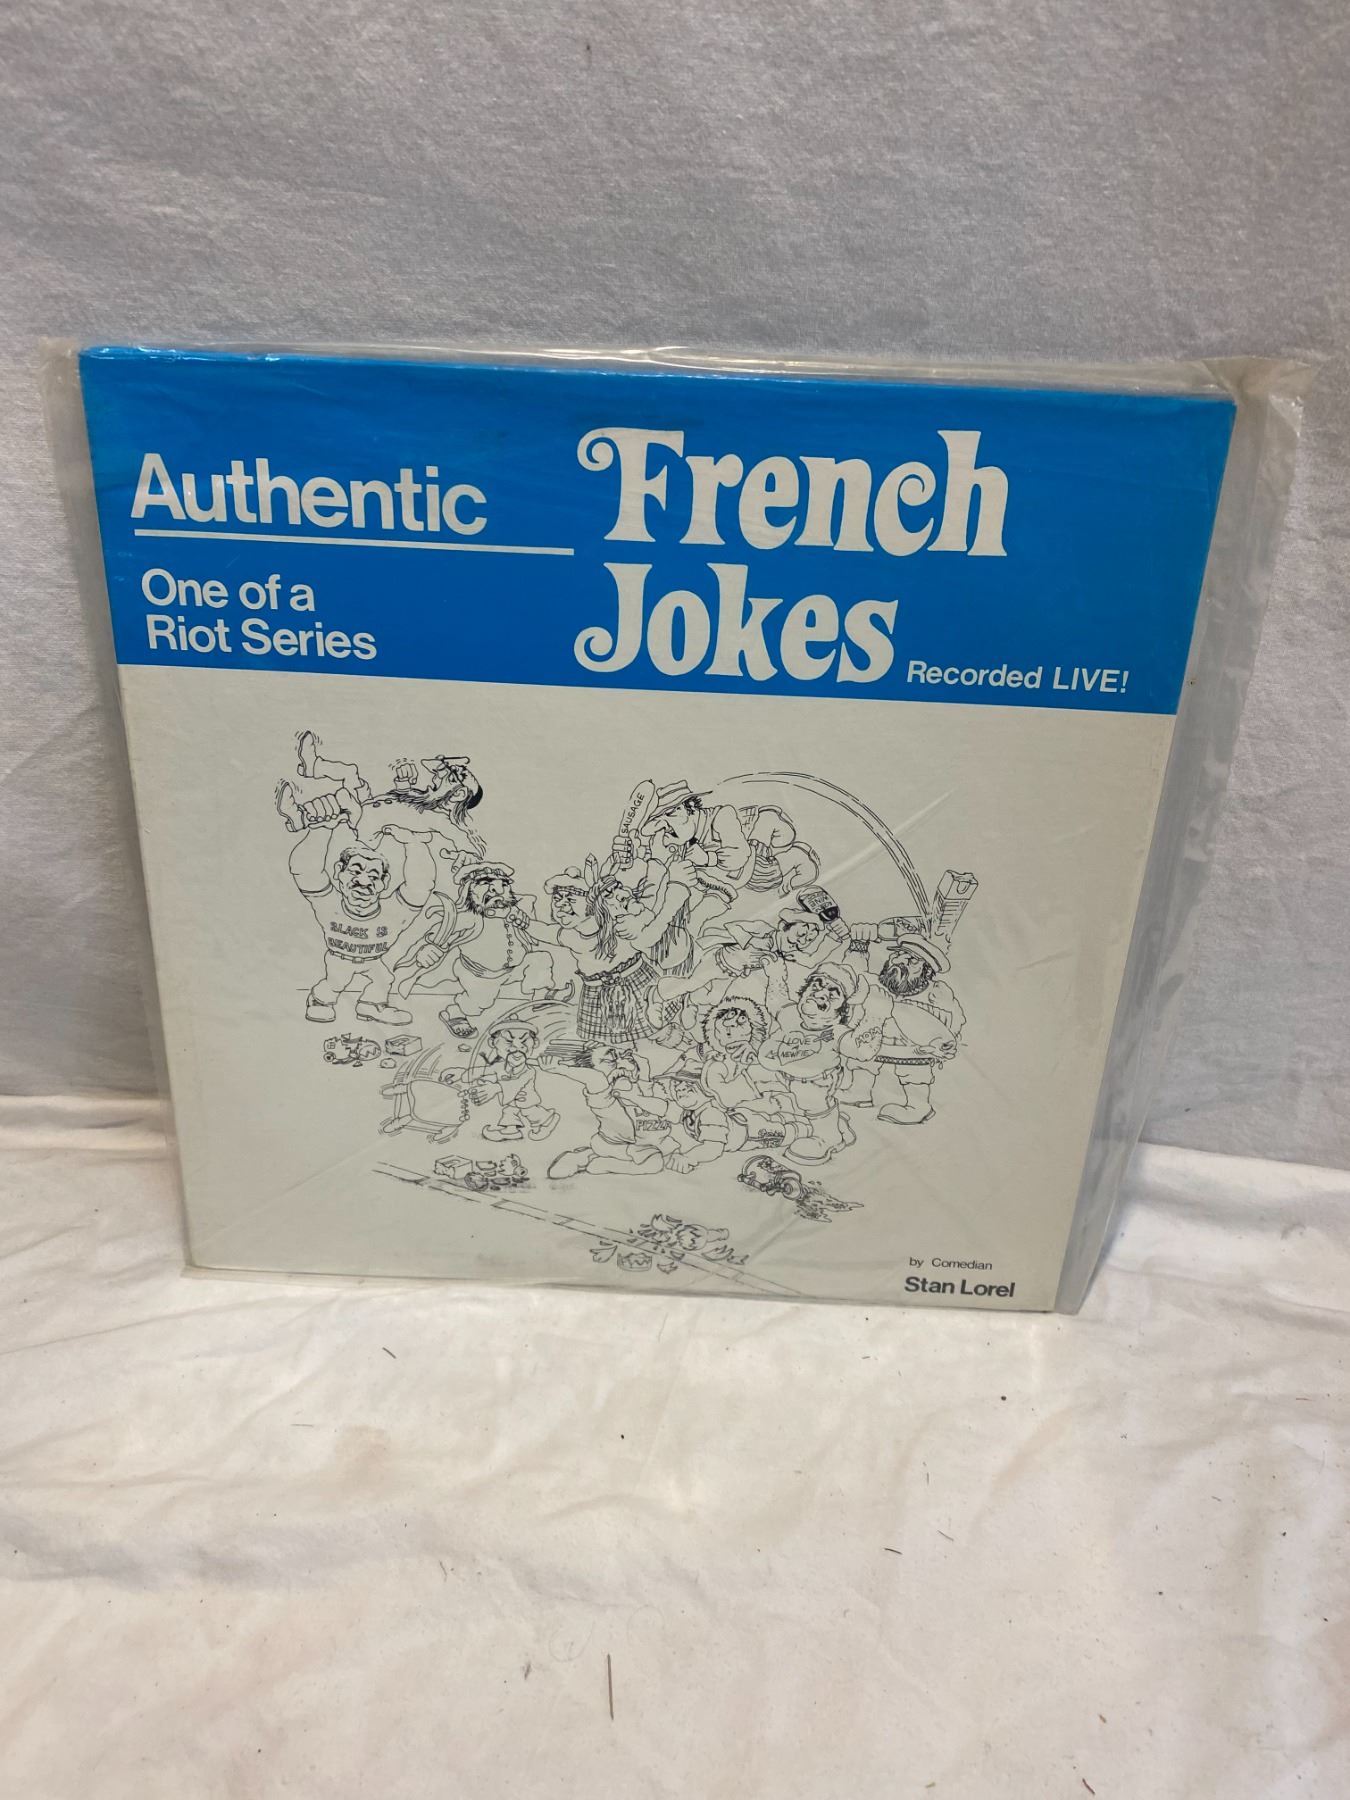 Authentic
French
Jokes
One of a
Riot Series
Recorded LIVE!
SAUSAGE
BLACK IS
BEAUTIFUL
I LOVE
NEWFIE
PIZZA
by Comedian
Stan Lorel